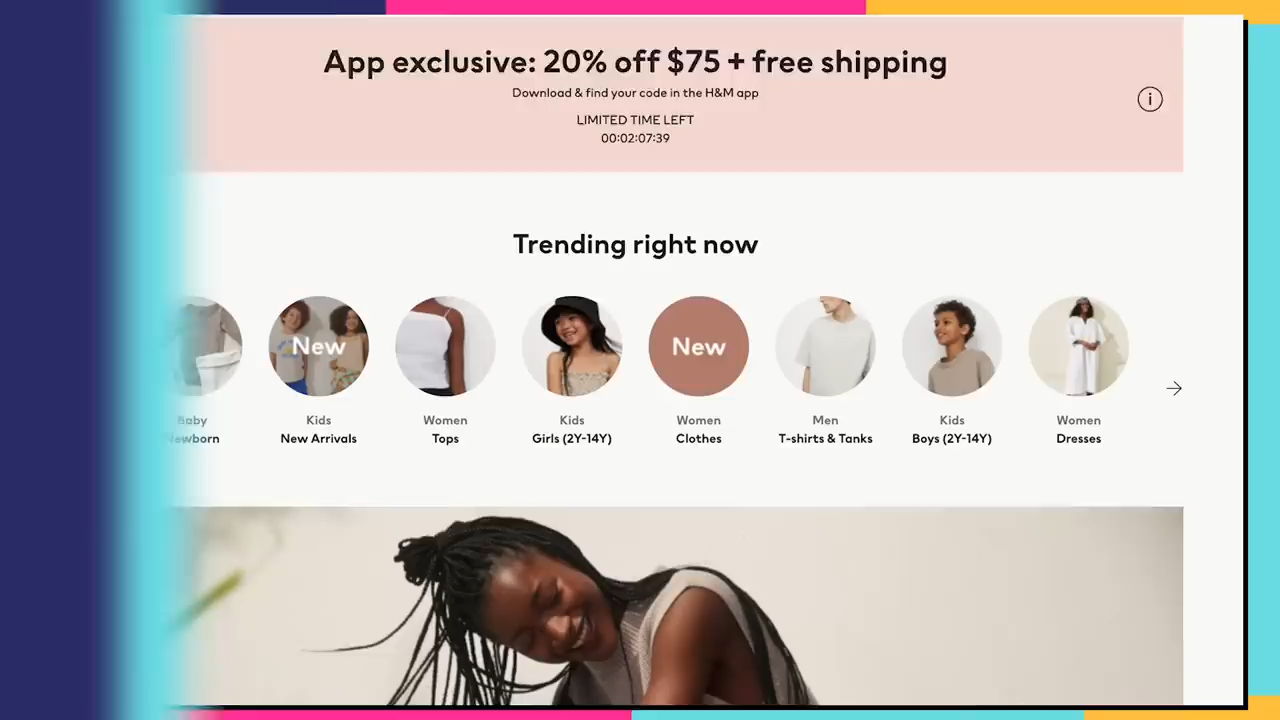 App exclusive: 20% off $75 + free shipping
Download & find your code in the H&M app
LIMITED TIME LEFT
00:02:07:39
Trending right now
New
New
Baby
Newborn
Kids
New Arrivals
Women
Tops
Kids
Girls (2Y-14Y)
Women
Clothes
Men
T-shirts & Tanks
Kids
Boys (2Y-14Y)
Women
Dresses